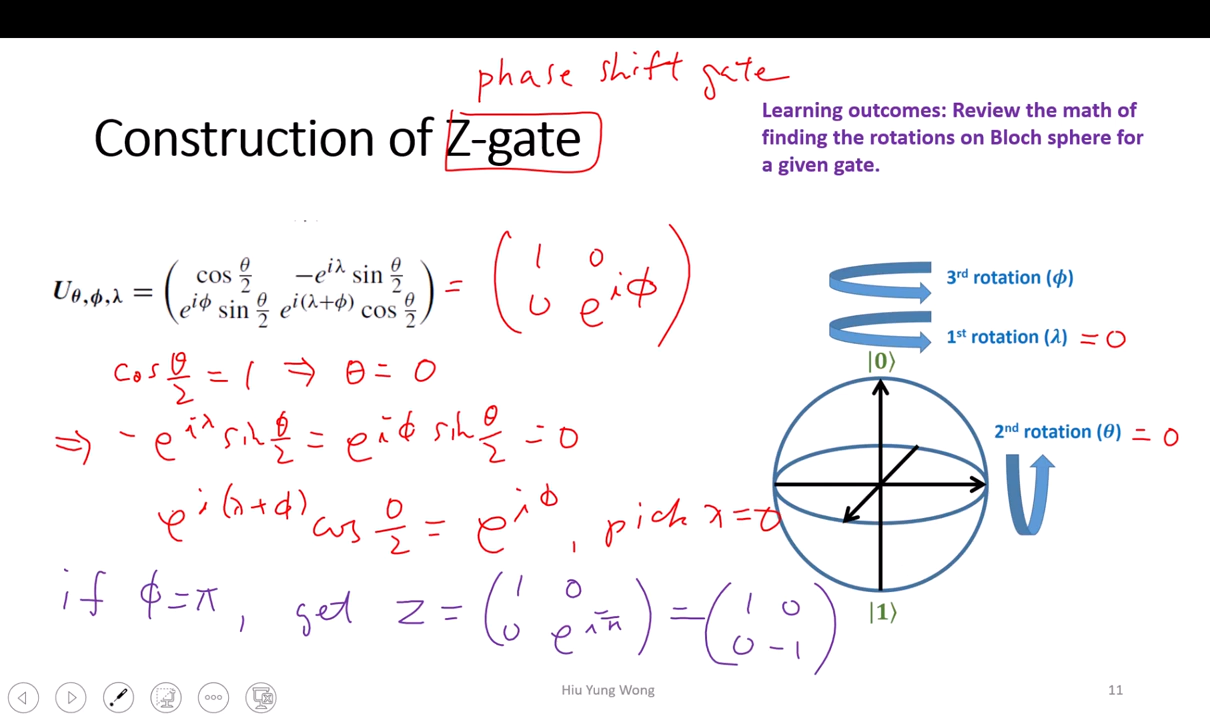 phase shift gate
Construction of Z-gate
Learning outcomes: Review the math of
finding the rotations on Bloch sphere for
a given gate.
U_{θ,ϕ,λ} = ( cos θ/2  −e^{iλ} sin θ/2 ; e^{iϕ} sin θ/2  e^{i(λ+ϕ)} cos θ/2 ) = ( 1 0 ; 0 e^{iϕ} )
3rd rotation (ϕ)
1st rotation (λ) = 0
|0⟩
cos θ/2 = 1 ⇒ θ = 0
2nd rotation (θ) = 0
⇒ −e^{iλ} sin θ/2 = e^{iϕ} sin θ/2 = 0
e^{i(λ+ϕ)} cos 0/2 = e^{iϕ}, pick λ=0
if ϕ=π, get Z = ( 1 0 ; 0 e^{iπ} ) = ( 1 0 ; 0 -1 )
|1⟩
Hiu Yung Wong
11